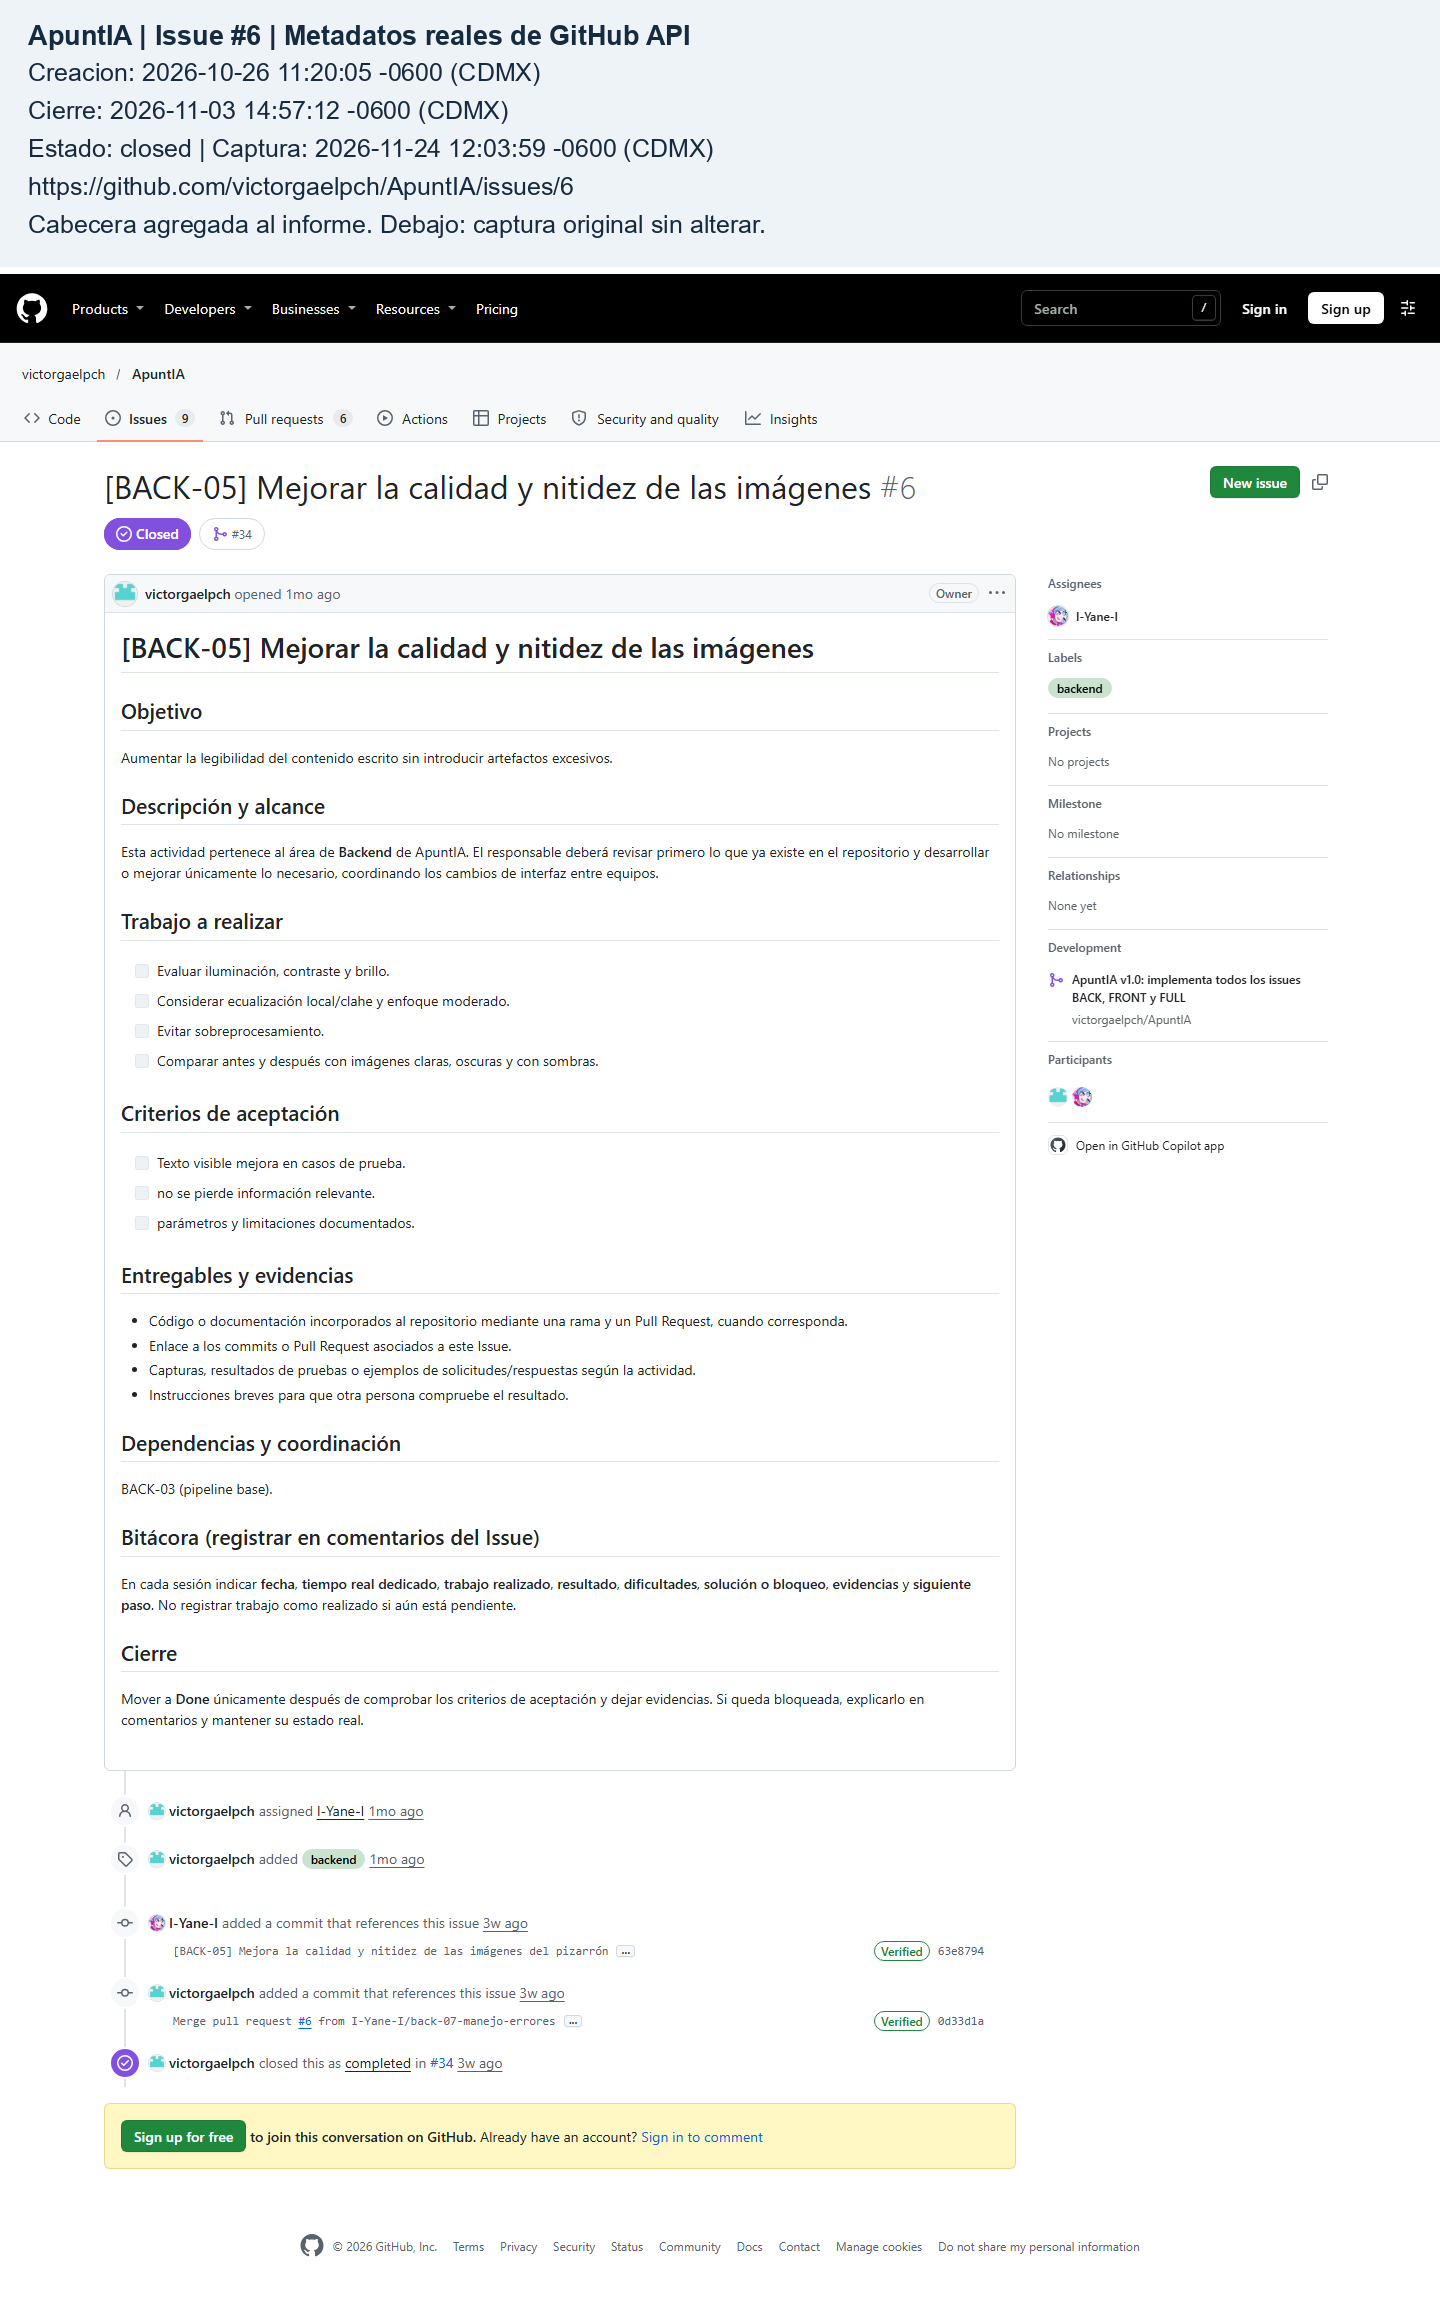 ApuntIA | Issue #6 | Metadatos reales de GitHub API
Creacion: 2026-10-26 11:20:05 -0600 (CDMX)
Cierre: 2026-11-03 14:57:12 -0600 (CDMX)
Estado: closed | Captura: 2026-11-24 12:03:59 -0600 (CDMX)
https://github.com/victorgaelpch/ApuntIA/issues/6
Cabecera agregada al informe. Debajo: captura original sin alterar.
Products Developers Businesses Resources Pricing Search / Sign in Sign up
victorgaelpch / ApuntIA
Code Issues 9 Pull requests 6 Actions Projects Security and quality Insights
[BACK-05] Mejorar la calidad y nitidez de las imágenes #6
New issue
Closed #34
victorgaelpch opened 1mo ago Owner
[BACK-05] Mejorar la calidad y nitidez de las imágenes
Objetivo
Aumentar la legibilidad del contenido escrito sin introducir artefactos excesivos.
Descripción y alcance
Esta actividad pertenece al área de Backend de ApuntIA. El responsable deberá revisar primero lo que ya existe en el repositorio y desarrollar
o mejorar únicamente lo necesario, coordinando los cambios de interfaz entre equipos.
Trabajo a realizar
Evaluar iluminación, contraste y brillo.
Considerar ecualización local/clahe y enfoque moderado.
Evitar sobreprocesamiento.
Comparar antes y después con imágenes claras, oscuras y con sombras.
Criterios de aceptación
Texto visible mejora en casos de prueba.
no se pierde información relevante.
parámetros y limitaciones documentados.
Entregables y evidencias
Código o documentación incorporados al repositorio mediante una rama y un Pull Request, cuando corresponda.
Enlace a los commits o Pull Request asociados a este Issue.
Capturas, resultados de pruebas o ejemplos de solicitudes/respuestas según la actividad.
Instrucciones breves para que otra persona compruebe el resultado.
Dependencias y coordinación
BACK-03 (pipeline base).
Bitácora (registrar en comentarios del Issue)
En cada sesión indicar fecha, tiempo real dedicado, trabajo realizado, resultado, dificultades, solución o bloqueo, evidencias y siguiente
paso. No registrar trabajo como realizado si aún está pendiente.
Cierre
Mover a Done únicamente después de comprobar los criterios de aceptación y dejar evidencias. Si queda bloqueada, explicarlo en
comentarios y mantener su estado real.
Assignees
I-Yane-I
Labels
backend
Projects
No projects
Milestone
No milestone
Relationships
None yet
Development
ApuntIA v1.0: implementa todos los issues
BACK, FRONT y FULL
victorgaelpch/ApuntIA
Participants
Open in GitHub Copilot app
victorgaelpch assigned I-Yane-I 1mo ago
victorgaelpch added backend 1mo ago
I-Yane-I added a commit that references this issue 3w ago
[BACK-05] Mejora la calidad y nitidez de las imágenes del pizarrón ... Verified 63e8794
victorgaelpch added a commit that references this issue 3w ago
Merge pull request #6 from I-Yane-I/back-07-manejo-errores ... Verified 0d33d1a
victorgaelpch closed this as completed in #34 3w ago
Sign up for free to join this conversation on GitHub. Already have an account? Sign in to comment
© 2026 GitHub, Inc. Terms Privacy Security Status Community Docs Contact Manage cookies Do not share my personal information